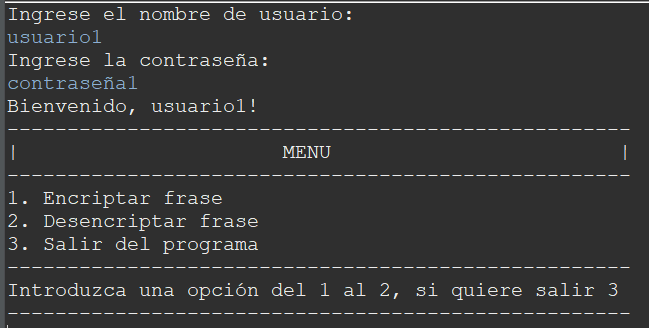 Ingrese el nombre de usuario:
usuario1
Ingrese la contraseña:
contraseña1
Bienvenido, usuario1!
----------------------------------------------------
|                      MENU                        |
----------------------------------------------------
1. Encriptar frase
2. Desencriptar frase
3. Salir del programa
----------------------------------------------------
Introduzca una opción del 1 al 2, si quiere salir 3
----------------------------------------------------